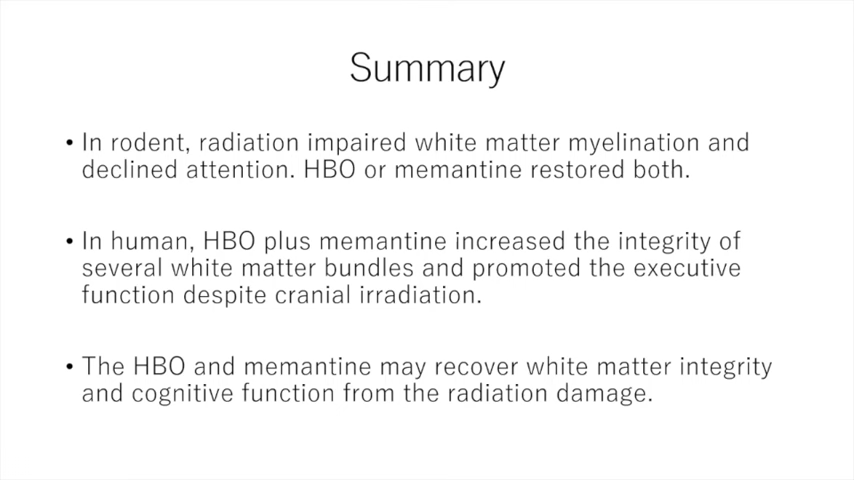 Summary
• In rodent, radiation impaired white matter myelination and
declined attention. HBO or memantine restored both.
• In human, HBO plus memantine increased the integrity of
several white matter bundles and promoted the executive
function despite cranial irradiation.
• The HBO and memantine may recover white matter integrity
and cognitive function from the radiation damage.